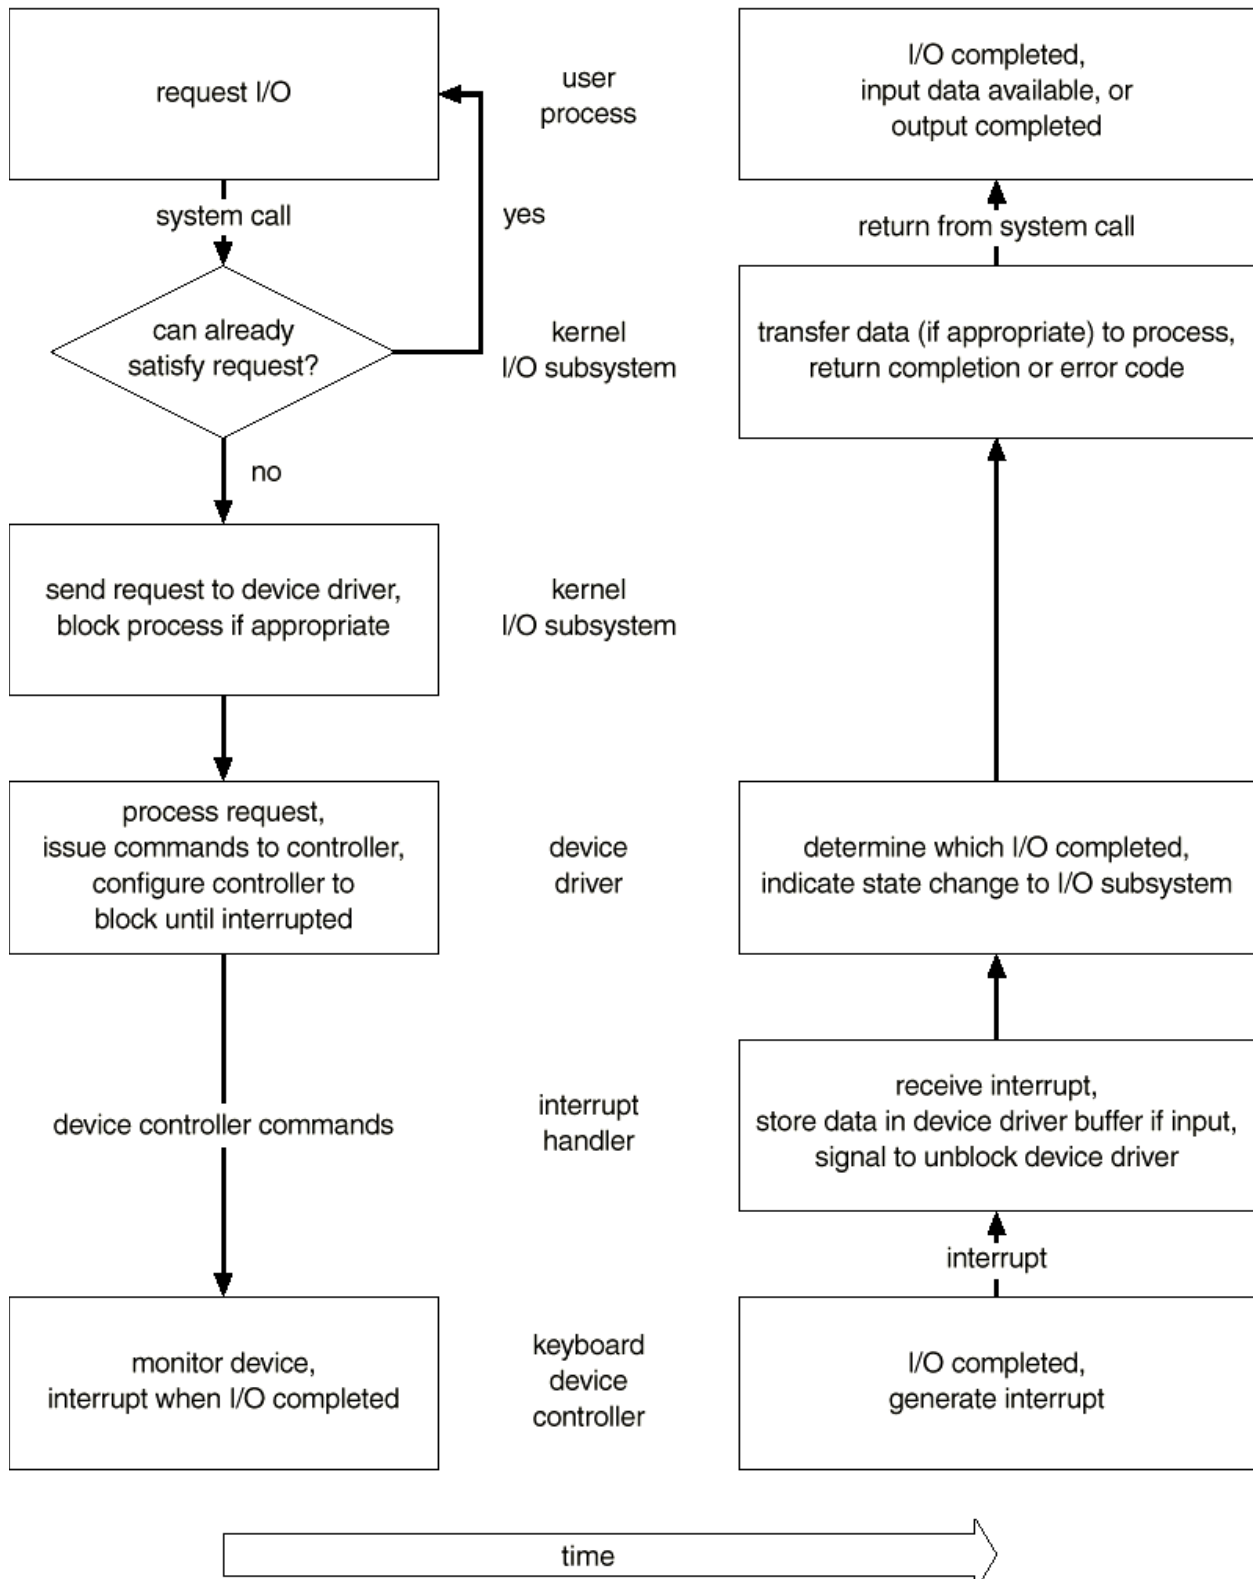 request I/O
user
process
I/O completed,
input data available, or
output completed
system call
yes
return from system call
can already
satisfy request?
kernel
I/O subsystem
transfer data (if appropriate) to process,
return completion or error code
no
send request to device driver,
block process if appropriate
kernel
I/O subsystem
process request,
issue commands to controller,
configure controller to
block until interrupted
device
driver
determine which I/O completed,
indicate state change to I/O subsystem
device controller commands
interrupt
handler
receive interrupt,
store data in device driver buffer if input,
signal to unblock device driver
interrupt
monitor device,
interrupt when I/O completed
keyboard
device
controller
I/O completed,
generate interrupt
time